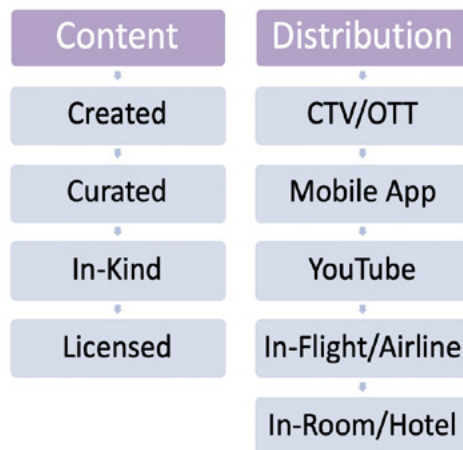 Content
Created
Curated
In-Kind
Licensed
Distribution
CTV/OTT
Mobile App
YouTube
In-Flight/Airline
In-Room/Hotel